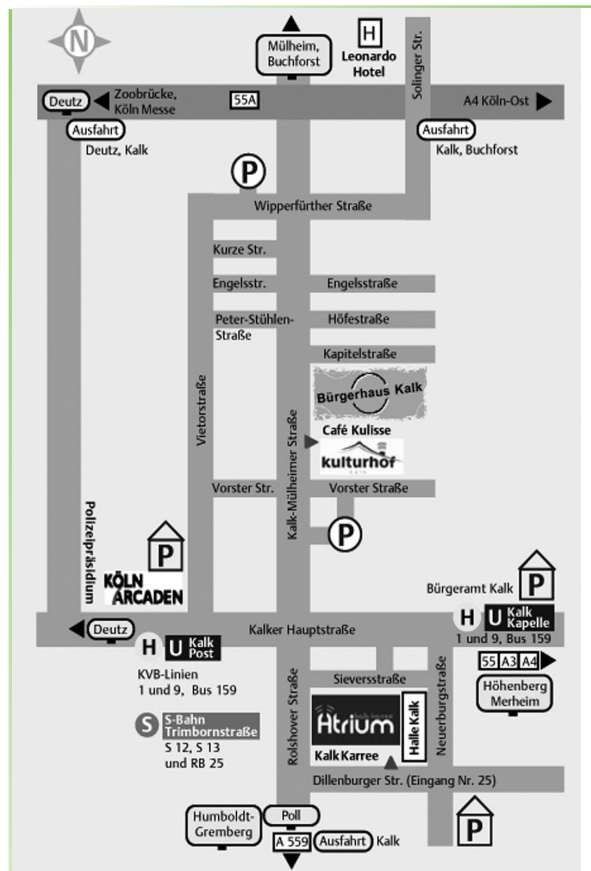 N
Mülheim,
Buchforst
H
Leonardo
Hotel
Solinger Str.
Deutz
Zoobrücke,
Köln Messe
55A
A4 Köln-Ost
Ausfahrt
Deutz, Kalk
Ausfahrt
Kalk, Buchforst
P
Wipperfürther Straße
Kurze Str.
Engelsstr.
Engelsstraße
Peter-Stühlen-
Straße
Höfestraße
Kapitelstraße
Bürgerhaus Kalk
Vietorstraße
Kalk-Mülheimer Straße
Café Kulisse
kulturhof
Vorster Str.
Vorster Straße
P
Polizeipräsidium
P
KÖLN
ARCADEN
Bürgeramt Kalk
P
Deutz
Kalker Hauptstraße
H
U
Kalk
Kapelle
1 und 9, Bus 159
H
U
Kalk
Post
KVB-Linien
1 und 9, Bus 159
55
A3
A4
Höhenberg
Merheim
Sieversstraße
Rolshover Straße
Neuerburgstraße
S
S-Bahn
Trimbornstraße
S 12, S 13
und RB 25
kalk karree
Atrium
Halle Kalk
Kalk Karree
Dillenburger Str. (Eingang Nr. 25)
Humboldt-
Gremberg
Poll
A 559
Ausfahrt
Kalk
P